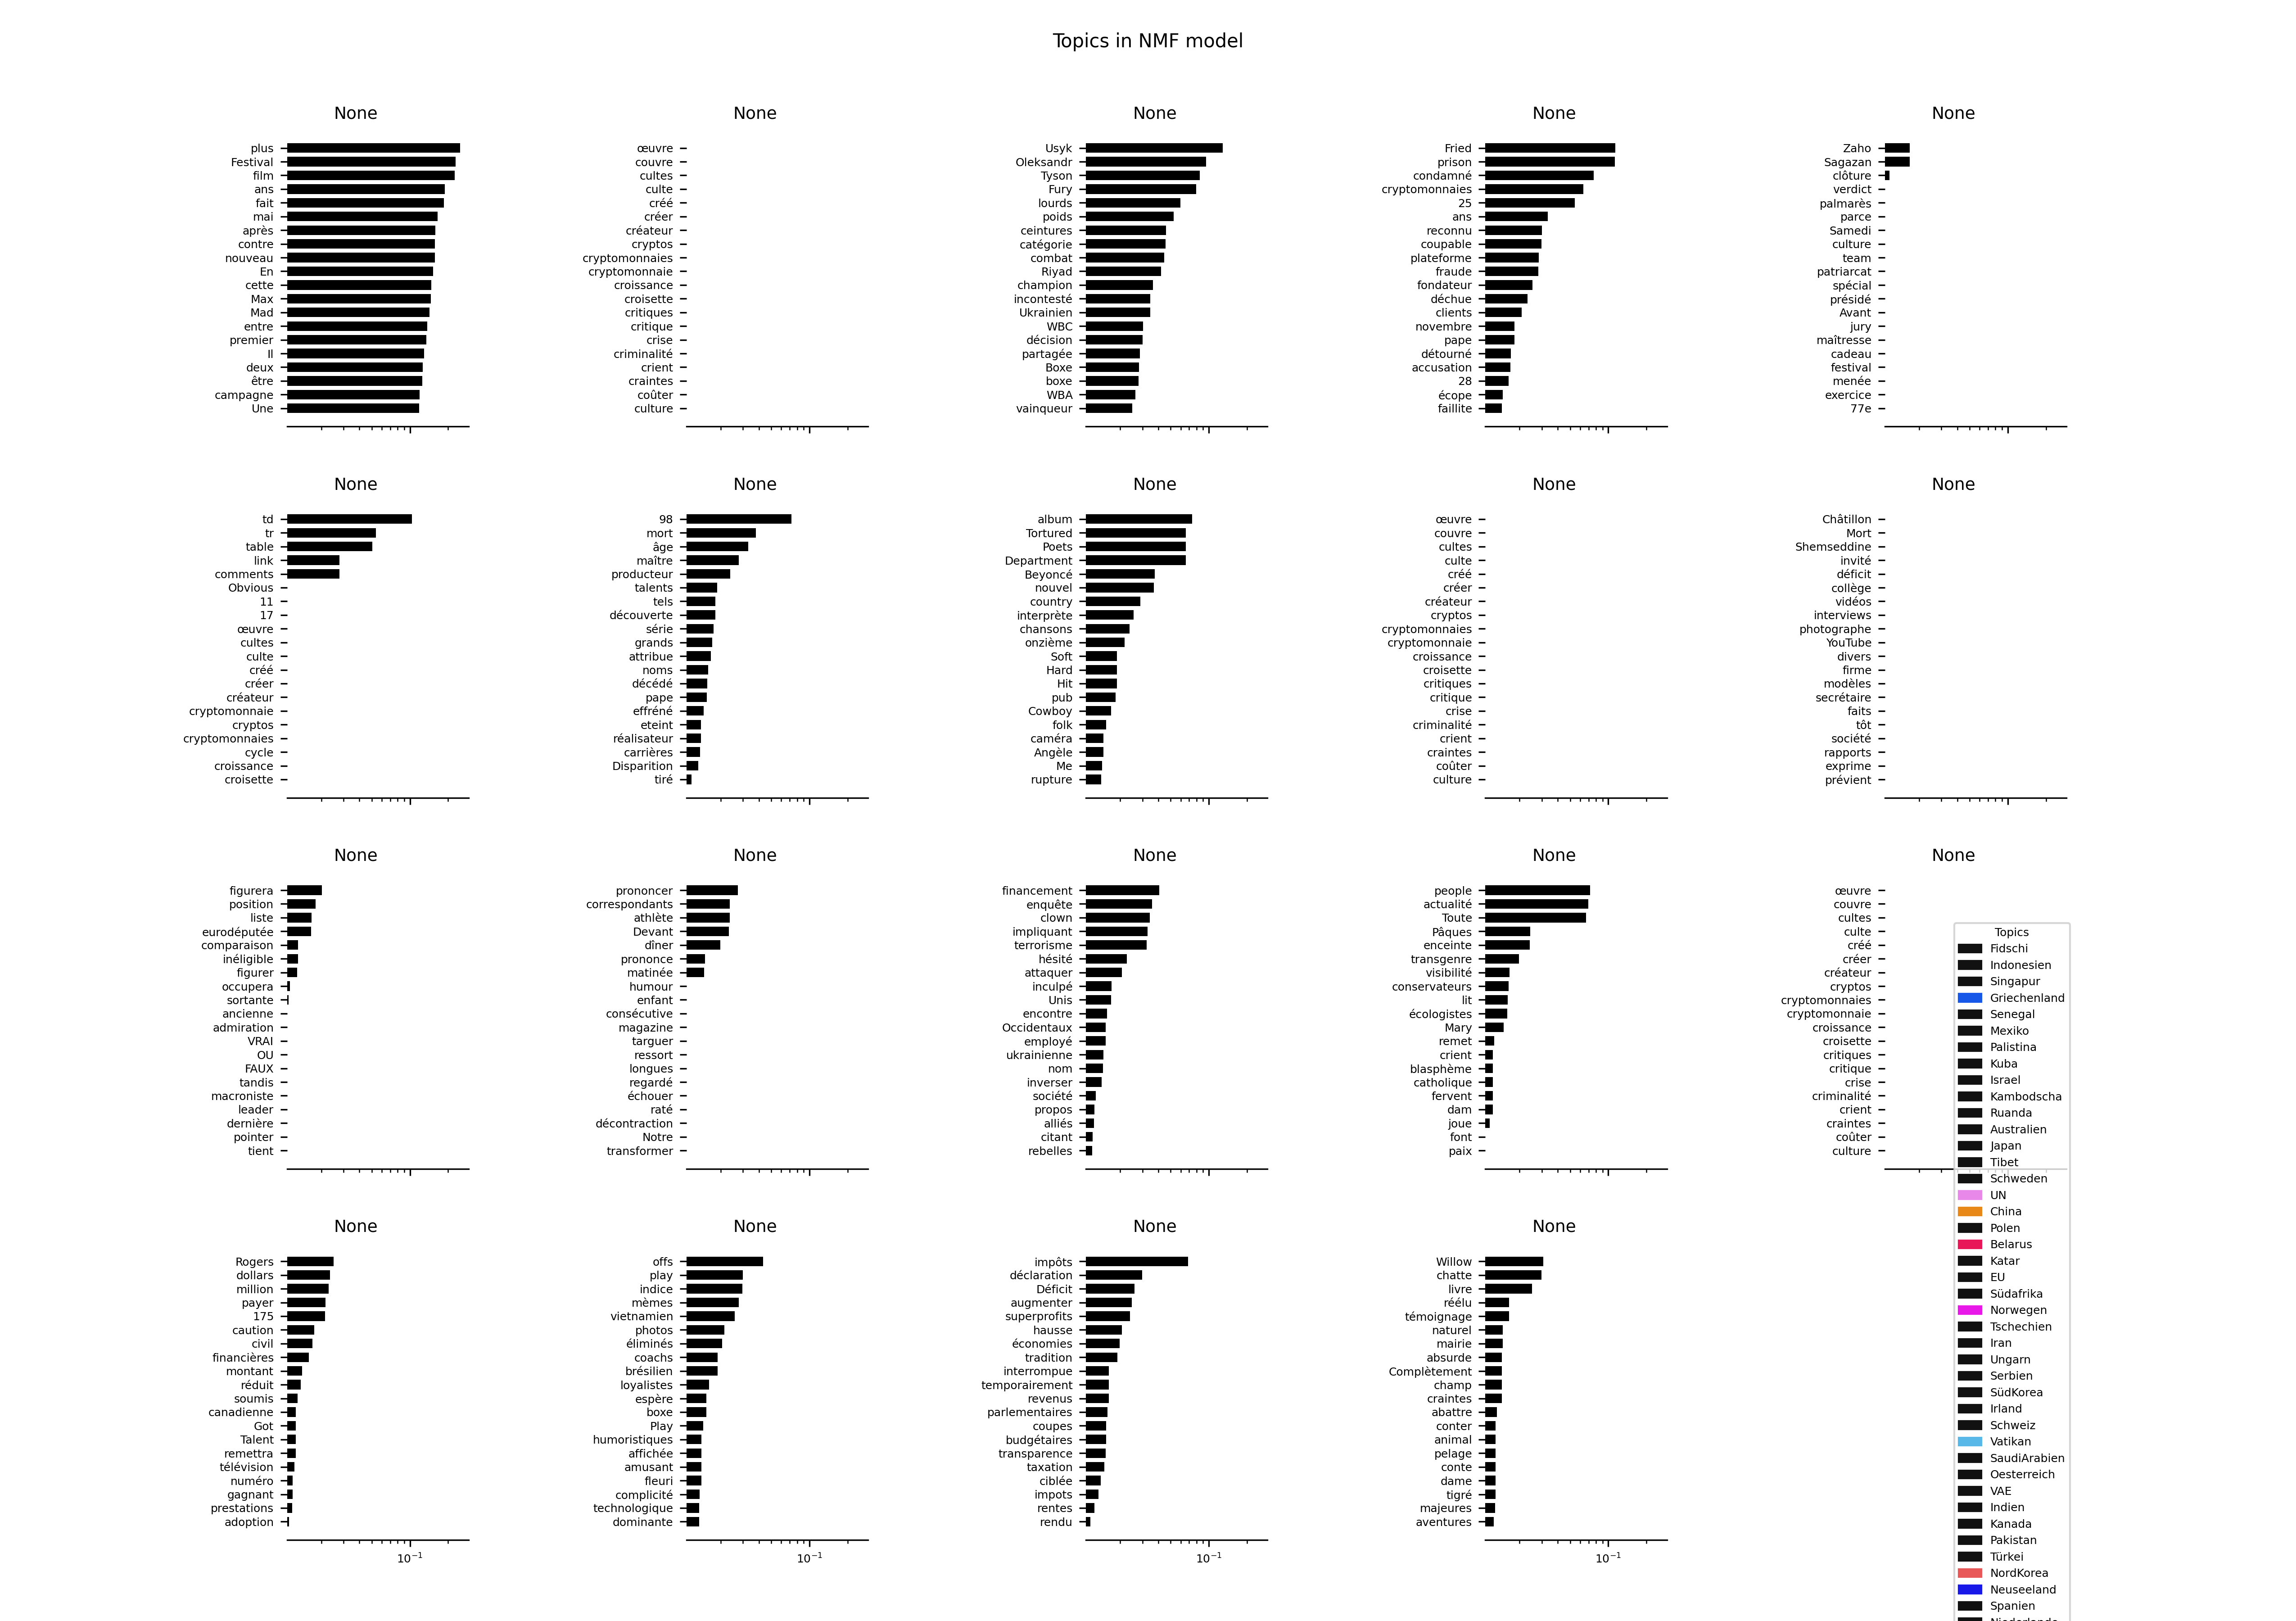 Topics in NMF model
None
plus
Festival
film
ans
fait
mai
après
contre
nouveau
En
cette
Max
Mad
entre
premier
Il
deux
être
campagne
Une
None
œuvre
couvre
cultes
culte
créé
créer
créateur
cryptos
cryptomonnaies
cryptomonnaie
croissance
croisette
critiques
critique
crise
criminalité
crient
craintes
coûter
culture
None
Usyk
Oleksandr
Tyson
Fury
lourds
poids
ceintures
catégorie
combat
Riyad
champion
incontesté
Ukrainien
WBC
décision
partagée
Boxe
boxe
WBA
vainqueur
None
Fried
prison
condamné
cryptomonnaies
25
ans
reconnu
coupable
plateforme
fraude
fondateur
déchue
clients
novembre
pape
détourné
accusation
28
écope
faillite
None
Zaho
Sagazan
clôture
verdict
palmarès
parce
Samedi
culture
team
patriarcat
spécial
présidé
Avant
jury
maîtresse
cadeau
festival
menée
exercice
77e
None
td
tr
table
link
comments
Obvious
11
17
œuvre
cultes
culte
créé
créer
créateur
cryptomonnaie
cryptos
cryptomonnaies
cycle
croissance
croisette
None
98
mort
âge
maître
producteur
talents
tels
découverte
série
grands
attribue
noms
décédé
pape
effréné
eteint
réalisateur
carrières
Disparition
tiré
None
album
Tortured
Poets
Department
Beyoncé
nouvel
country
interprète
chansons
onzième
Soft
Hard
Hit
pub
Cowboy
folk
caméra
Angèle
Me
rupture
None
œuvre
couvre
cultes
culte
créé
créer
créateur
cryptos
cryptomonnaies
cryptomonnaie
croissance
croisette
critiques
critique
crise
criminalité
crient
craintes
coûter
culture
None
Châtillon
Mort
Shemseddine
invité
déficit
collège
vidéos
interviews
photographe
YouTube
divers
firme
modèles
secrétaire
faits
tôt
société
rapports
exprime
prévient
None
figurera
position
liste
eurodéputée
comparaison
inéligible
figurer
occupera
sortante
ancienne
admiration
VRAI
OU
FAUX
tandis
macroniste
leader
dernière
pointer
tient
None
prononcer
correspondants
athlète
Devant
dîner
prononce
matinée
humour
enfant
consécutive
magazine
targuer
ressort
longues
regardé
échouer
raté
décontraction
Notre
transformer
None
financement
enquête
clown
impliquant
terrorisme
hésité
attaquer
inculpé
Unis
encontre
Occidentaux
employé
ukrainienne
nom
inverser
société
propos
alliés
citant
rebelles
None
people
actualité
Toute
Pâques
enceinte
transgenre
visibilité
conservateurs
lit
écologistes
Mary
remet
crient
blasphème
catholique
fervent
dam
joue
font
paix
None
œuvre
couvre
cultes
culte
créé
créer
créateur
cryptos
cryptomonnaies
cryptomonnaie
croissance
croisette
critiques
critique
crise
criminalité
crient
craintes
coûter
culture
None
Rogers
dollars
million
payer
175
caution
civil
financières
montant
réduit
soumis
canadienne
Got
Talent
remettra
télévision
numéro
gagnant
prestations
adoption
10⁻¹
None
offs
play
indice
mèmes
vietnamien
photos
éliminés
coachs
brésilien
loyalistes
espère
boxe
Play
humoristiques
affichée
amusant
fleuri
complicité
technologique
dominante
10⁻¹
None
impôts
déclaration
Déficit
augmenter
superprofits
hausse
économies
tradition
interrompue
temporairement
revenus
parlementaires
coupes
budgétaires
transparence
taxation
ciblée
impots
rentes
rendu
10⁻¹
None
Willow
chatte
livre
réélu
témoignage
naturel
mairie
absurde
Complètement
champ
craintes
abattre
conter
animal
pelage
conte
dame
tigré
majeures
aventures
10⁻¹
Topics
Fidschi
Indonesien
Singapur
Griechenland
Senegal
Mexiko
Palistina
Kuba
Israel
Kambodscha
Ruanda
Australien
Japan
Tibet
Schweden
UN
China
Polen
Belarus
Katar
EU
Südafrika
Norwegen
Tschechien
Iran
Ungarn
Serbien
SüdKorea
Irland
Schweiz
Vatikan
SaudiArabien
Oesterreich
VAE
Indien
Kanada
Pakistan
Türkei
NordKorea
Neuseeland
Spanien